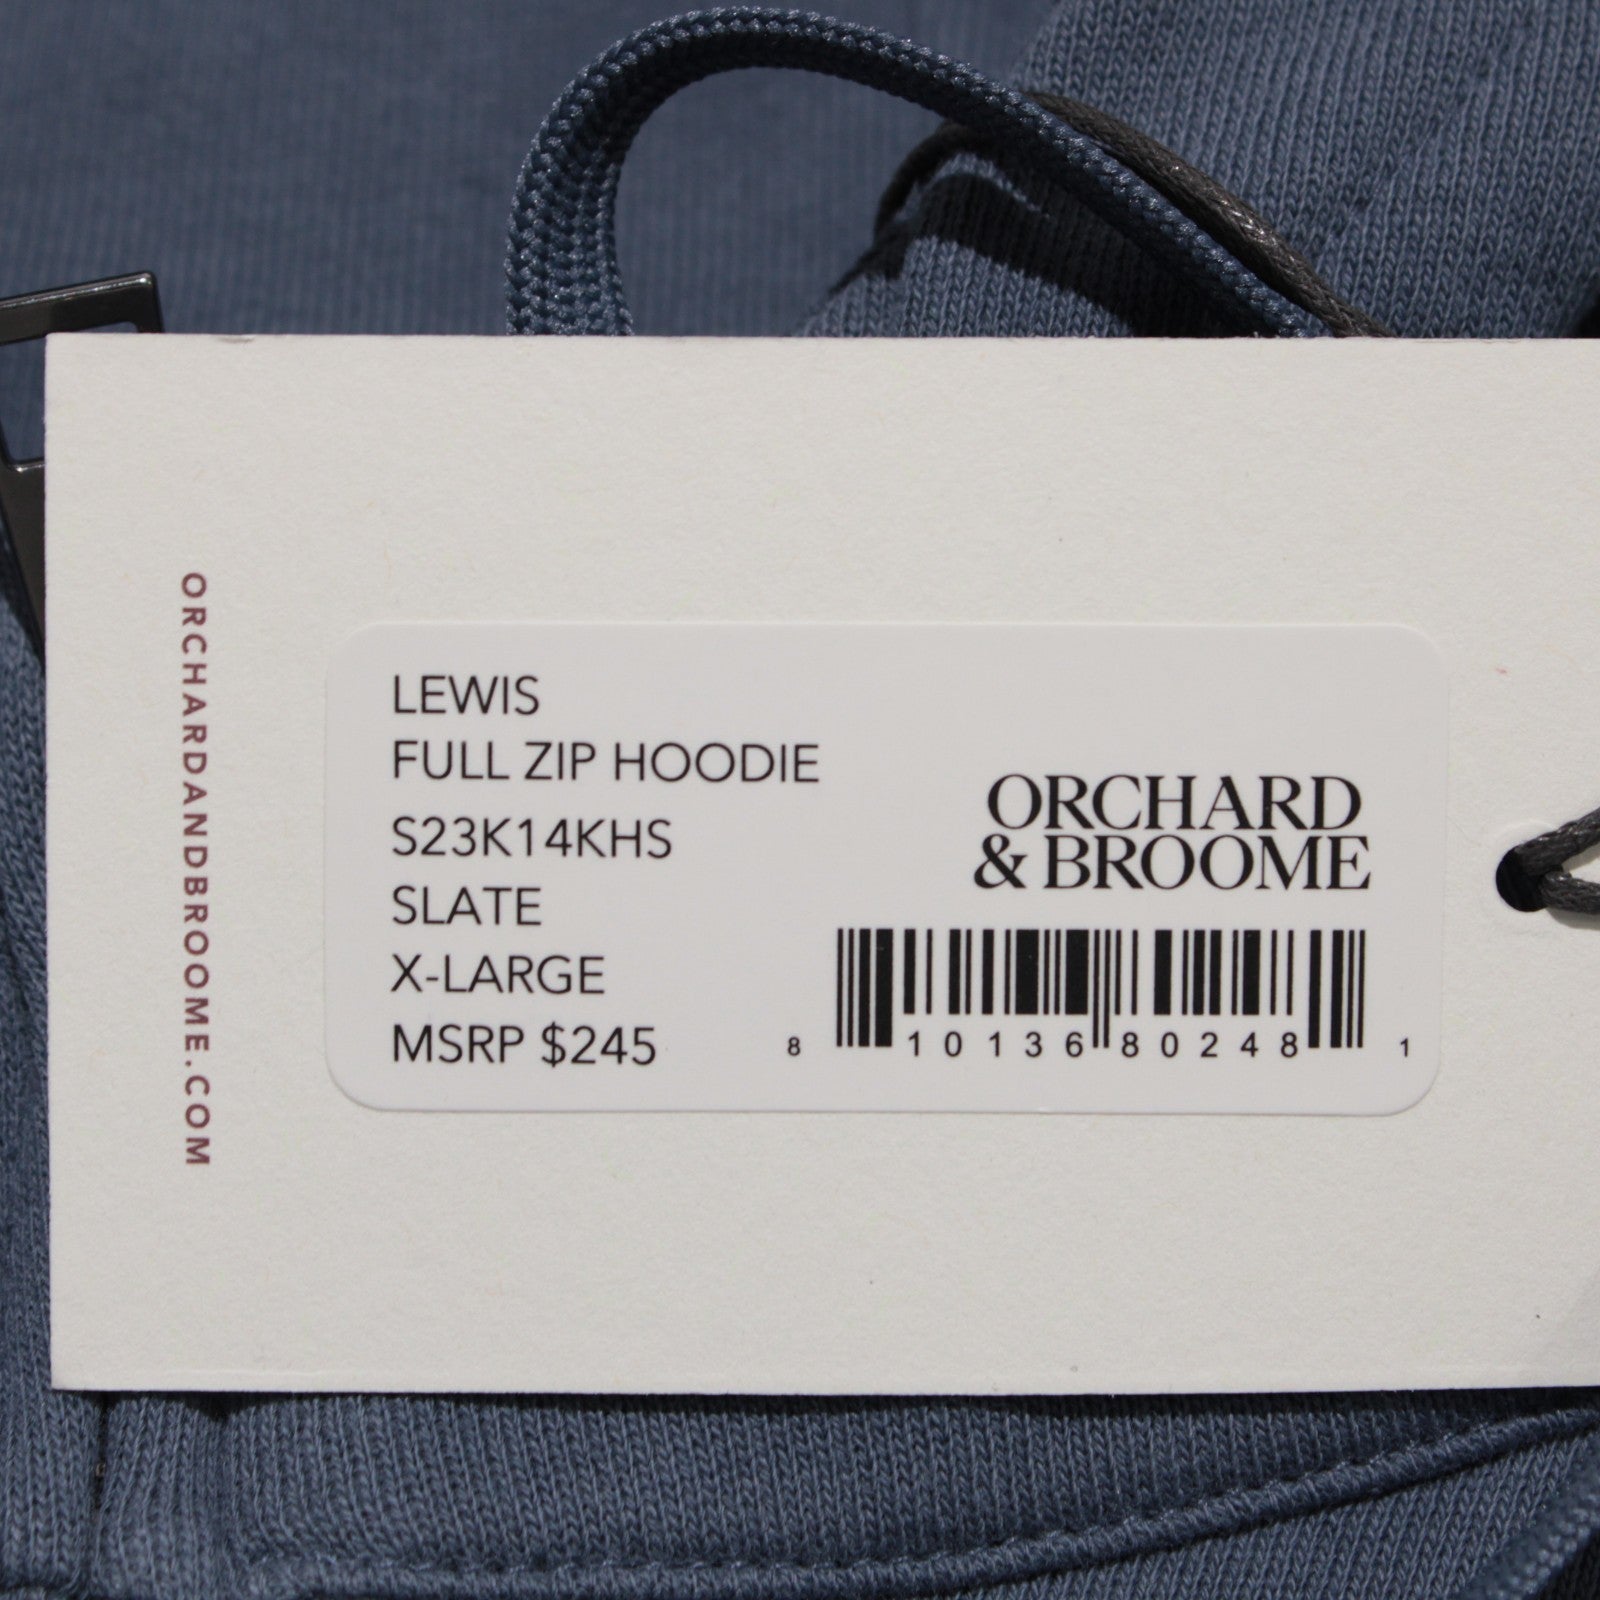 ORCHARDANDBROOME.COM
LEWIS
FULL ZIP HOODIE
S23K14KHS
SLATE
X-LARGE
MSRP $245
ORCHARD
& BROOME
8 10136 80248 1